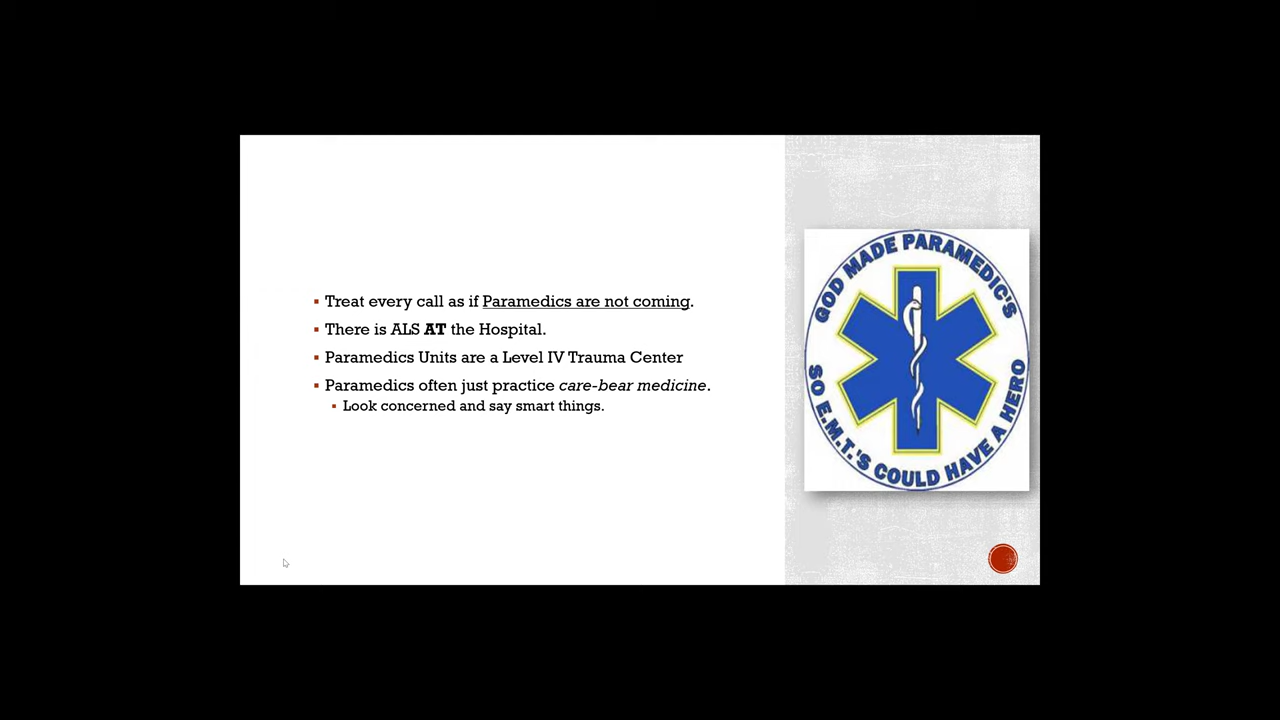 Treat every call as if Paramedics are not coming.
There is ALS AT the Hospital.
Paramedics Units are a Level IV Trauma Center
Paramedics often just practice care-bear medicine.
Look concerned and say smart things.
GOD MADE PARAMEDIC'S
SO E.M.T.'S COULD HAVE A HERO